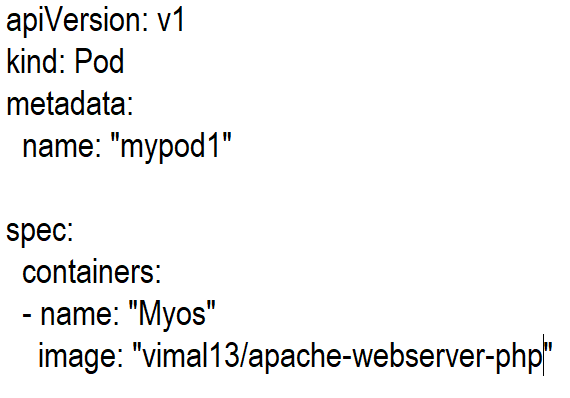 apiVersion: v1
kind: Pod
metadata:
  name: "mypod1"

spec:
  containers:
  - name: "Myos"
    image: "vimal13/apache-webserver-php"